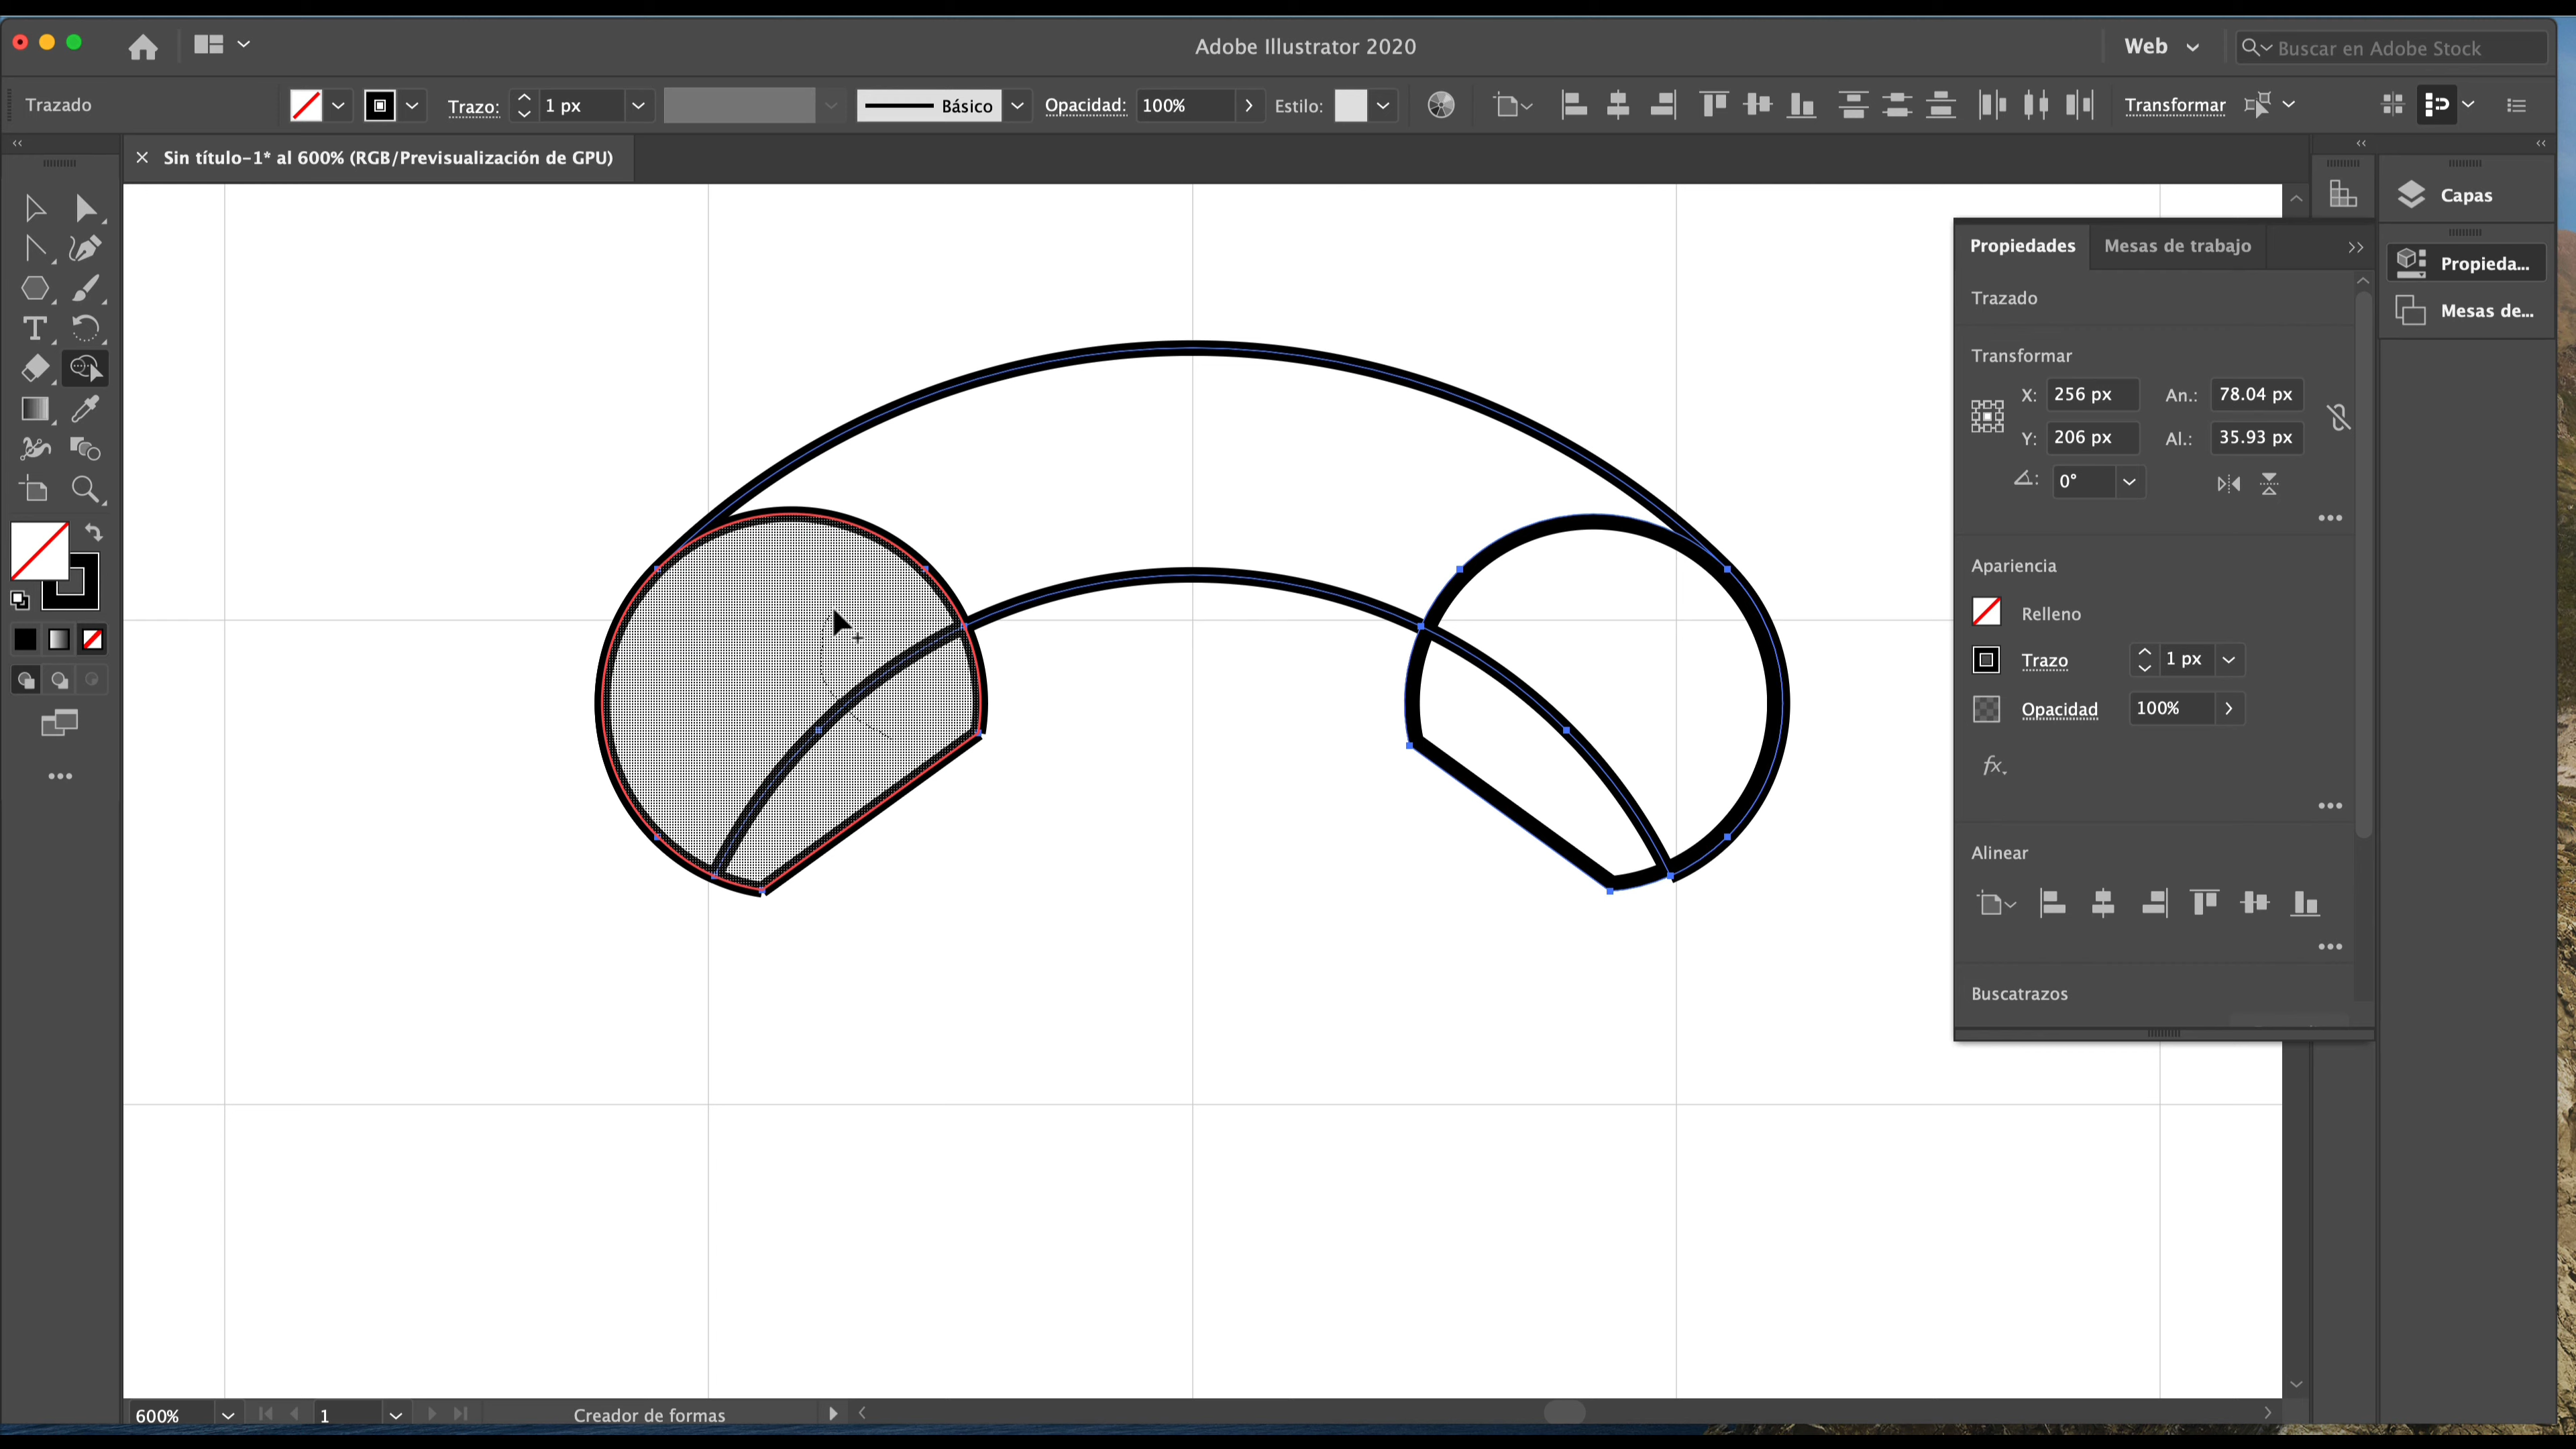 Adobe Illustrator 2020
Web
Buscar en Adobe Stock
Trazado
Trazo:
1 px
Básico
Opacidad:
100%
Estilo:
Transformar
Sin título-1* al 600% (RGB/Previsualización de GPU)
Capas
Propieda...
Mesas de...
Propiedades
Mesas de trabajo
Trazado
Transformar
X: 256 px
An.: 78.04 px
Y: 206 px
Al.: 35.93 px
0°
Apariencia
Relleno
Trazo
1 px
Opacidad
100%
fx.
Alinear
Buscatrazos
600%
1
Creador de formas